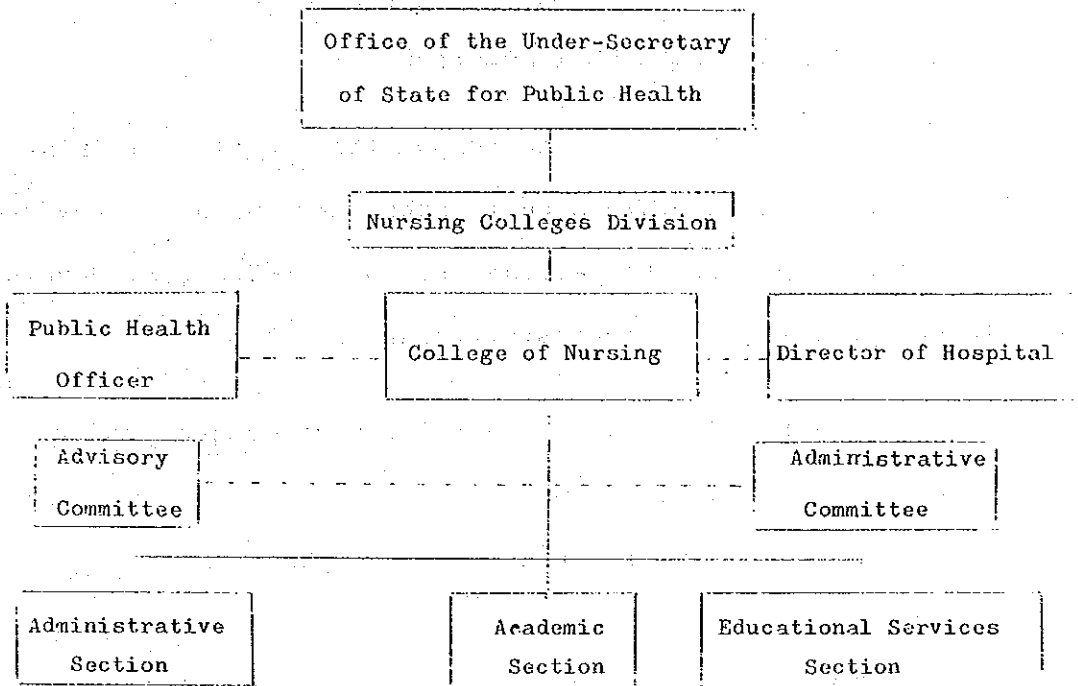 Office of the Under-Secretary
of State for Public Health
Nursing Colleges Division
Public Health
Officer
College of Nursing
Director of Hospital
Advisory
Committee
Administrative
Committee
Administrative
Section
Academic
Section
Educational Services
Section